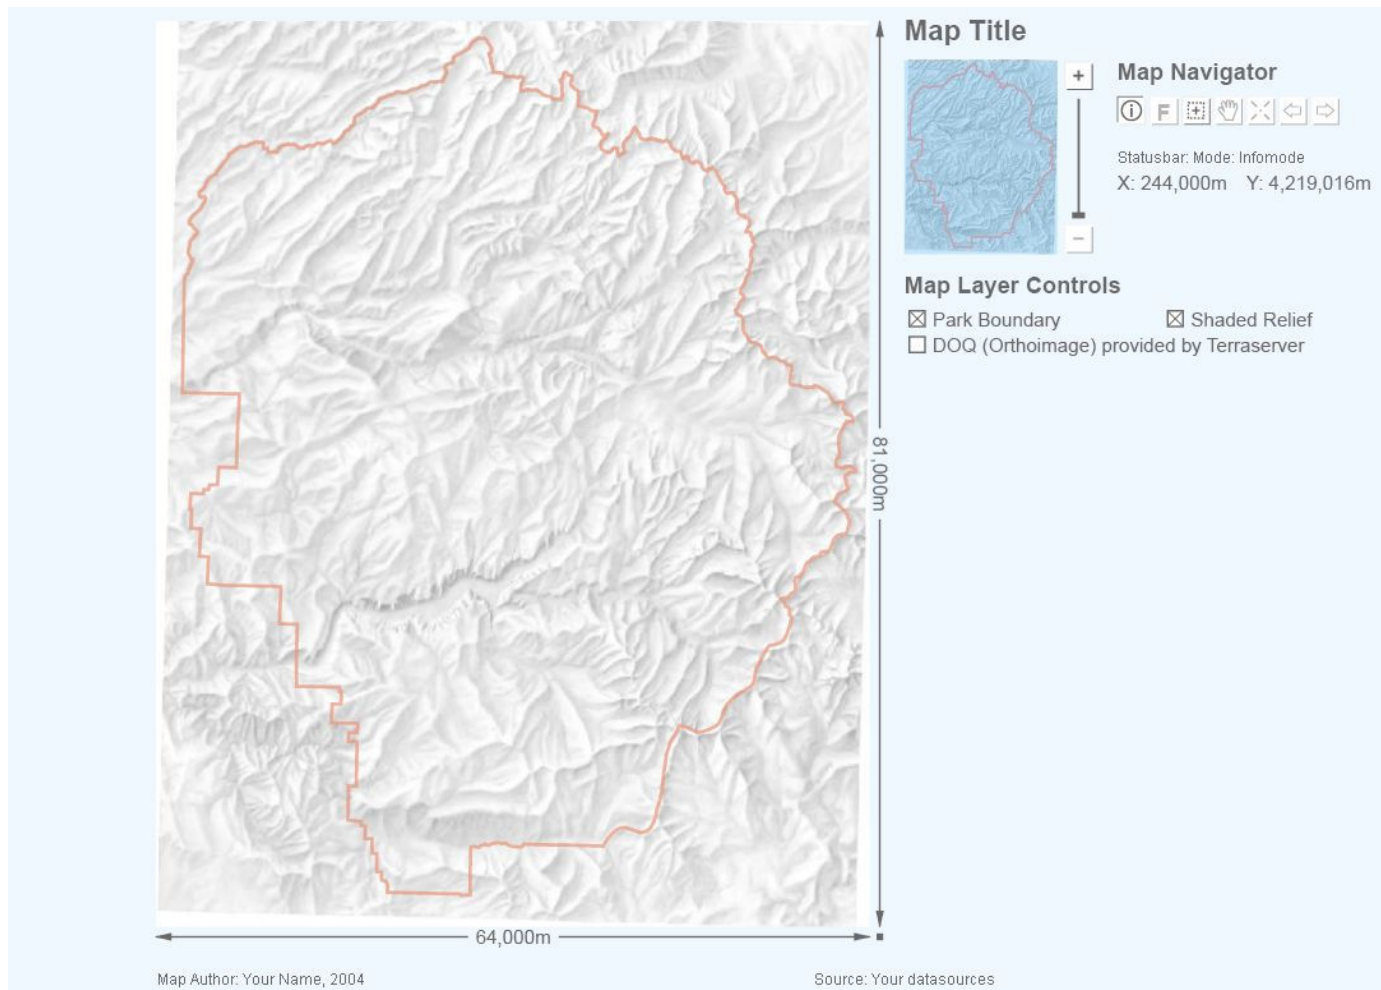 Map Title
+
Map Navigator
i F
Statusbar: Mode: Infomode
X: 244,000m Y: 4,219,016m
−
Map Layer Controls
Park Boundary Shaded Relief
DOQ (Orthoimage) provided by Terraserver
81,000m
64,000m
Map Author: Your Name, 2004 Source: Your datasources